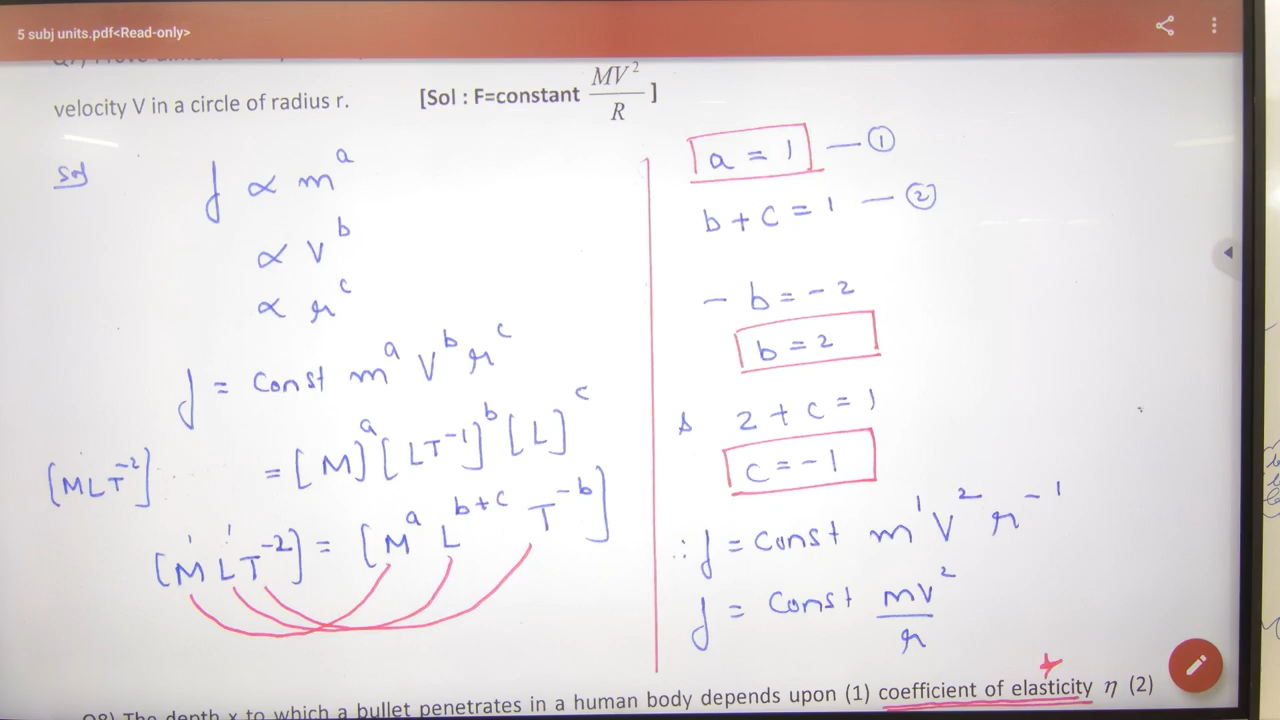 5 subj units.pdf<Read-only>
velocity V in a circle of radius r. [Sol : F=constant MV²/R ]
Sol
f ∝ m^a
∝ v^b
∝ r^c
f = Const m^a V^b r^c
[MLT⁻²] = [M]^a [LT⁻¹]^b [L]^c
[M¹L¹T⁻²] = [M^a L^(b+c) T^(-b)]
a = 1 — ①
b + c = 1 — ②
- b = - 2
b = 2
2 + c = 1
c = - 1
∴ f = Const m¹ V² r⁻¹
f = Const mv²/r
Q8) The depth x to which a bullet penetrates in a human body depends upon (1) coefficient of elasticity η (2)